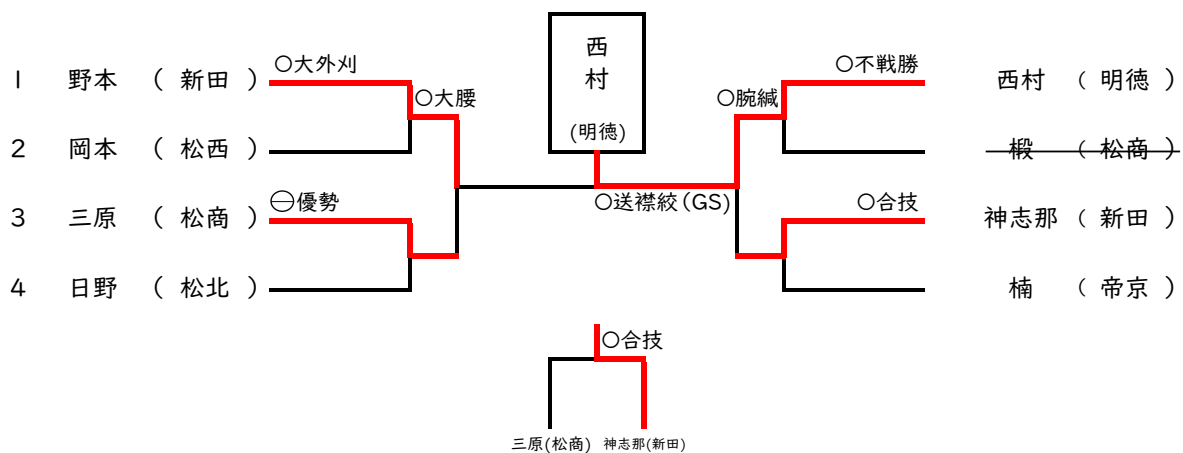 西村
(明徳)
1 野本 ( 新田 )
○大外刈
○大腰
2 岡本 ( 松西 )
3 三原 ( 松商 )
㊀優勢
4 日野 ( 松北 )
○送襟絞(GS)
○不戦勝
西村 ( 明徳 )
○腕緘
椴 ( 松商 )
○合技
神志那 ( 新田 )
楠 ( 帝京 )
○合技
三原(松商) 神志那(新田)